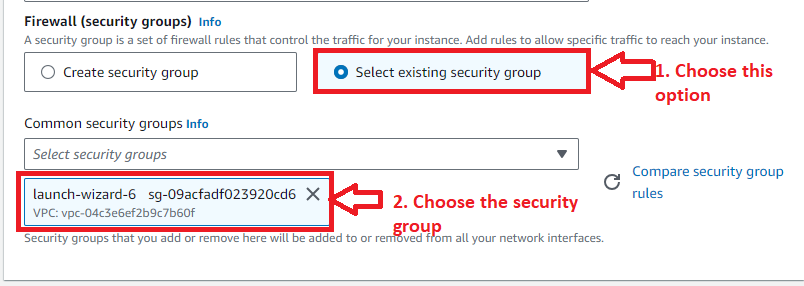 Firewall (security groups) Info
A security group is a set of firewall rules that control the traffic for your instance. Add rules to allow specific traffic to reach your instance.
Create security group
Select existing security group
1. Choose this
option
Common security groups Info
Select security groups
launch-wizard-6 sg-09acfadf023920cd6
VPC: vpc-04c3e6ef2b9c7b60f
2. Choose the security
group
Compare security group
rules
Security groups that you add or remove here will be added to or removed from all your network interfaces.